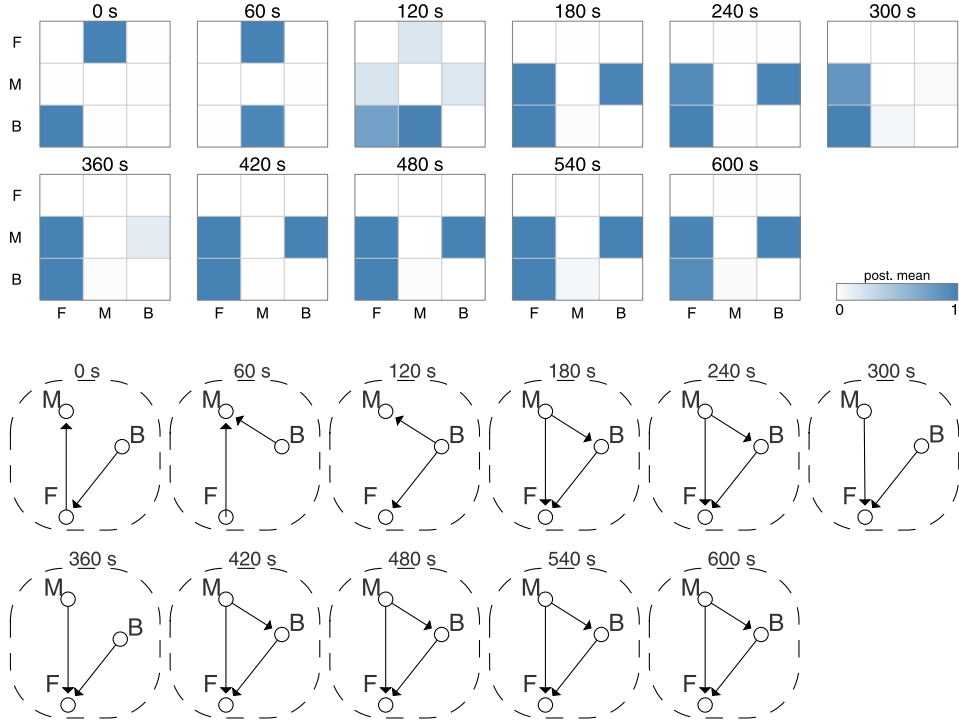 0 s 60 s 120 s 180 s 240 s 300 s
F
M
B
360 s 420 s 480 s 540 s 600 s
F
M
B
F M B F M B F M B F M B F M B
post. mean
0 1
0 s 60 s 120 s 180 s 240 s 300 s
M M M M M M
B B B B B B
F F F F F F
360 s 420 s 480 s 540 s 600 s
M M M M M
B B B B B
F F F F F